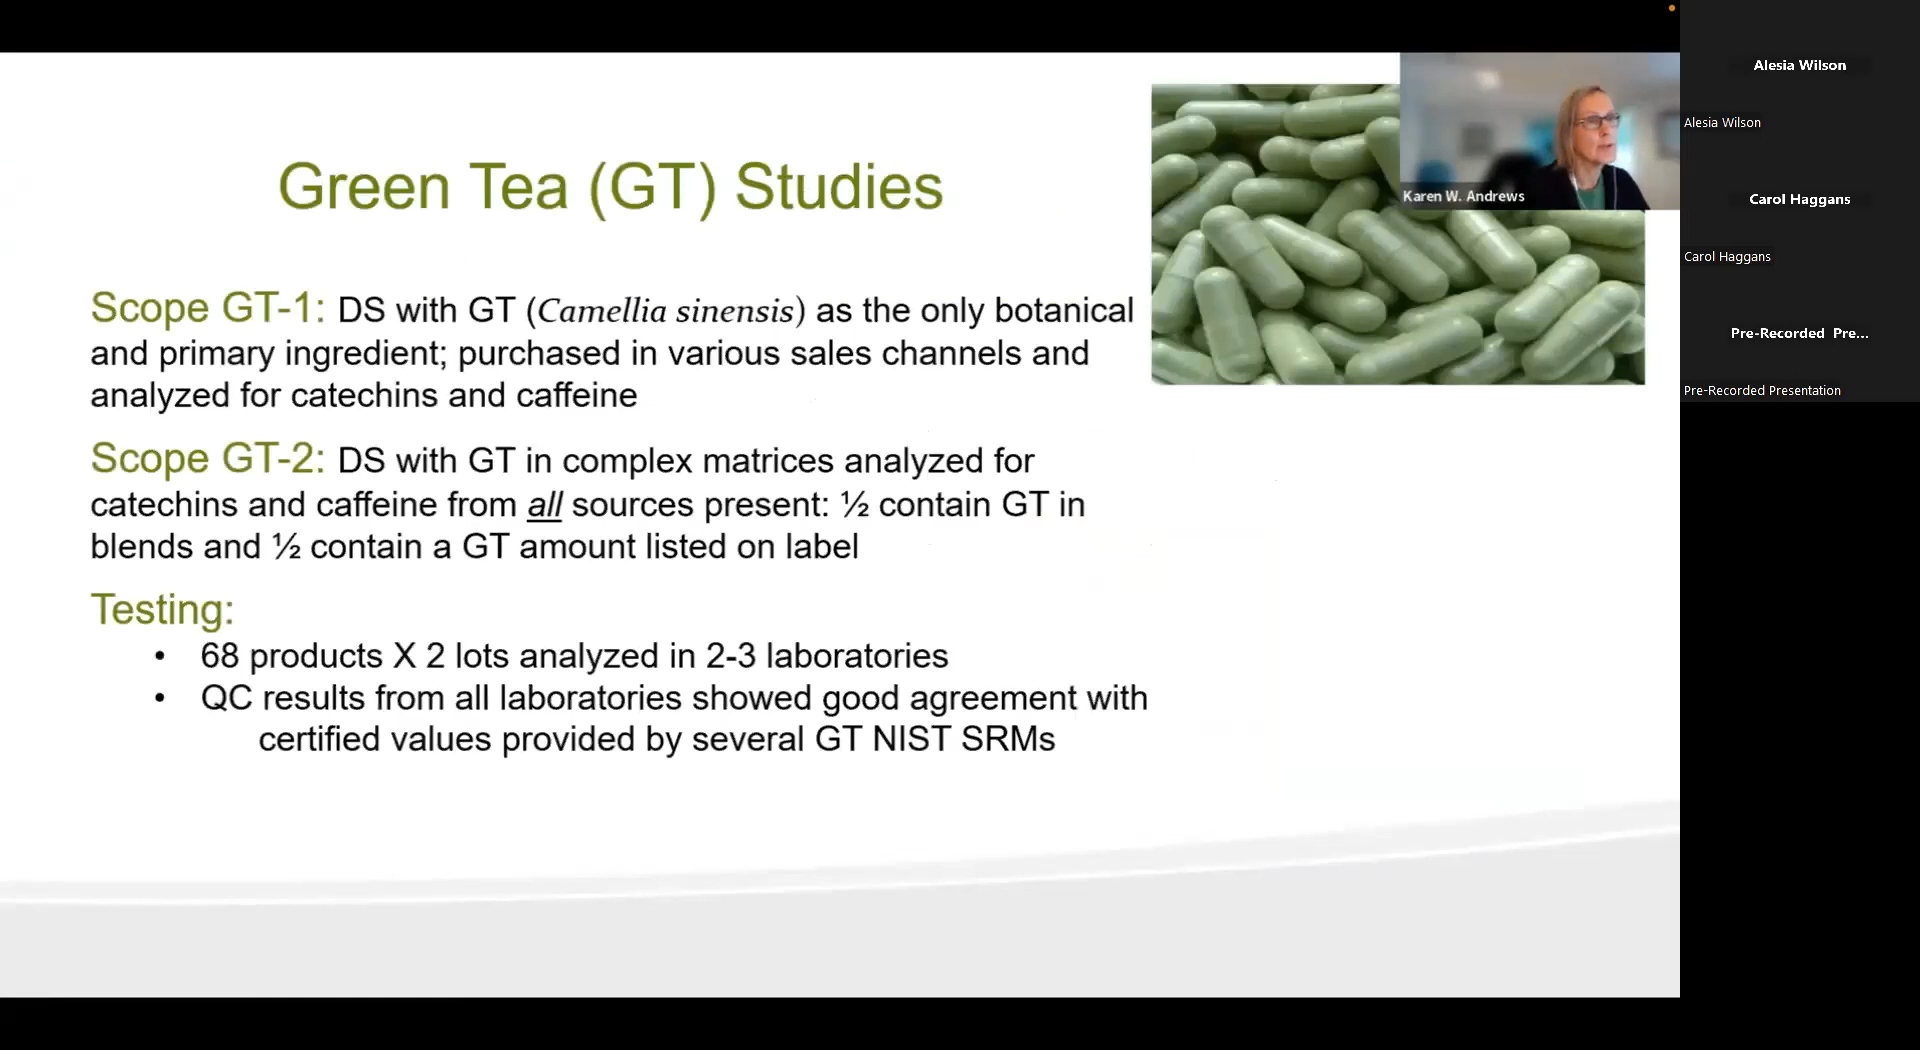 Green Tea (GT) Studies
Karen W. Andrews
Scope GT-1: DS with GT (Camellia sinensis) as the only botanical
and primary ingredient; purchased in various sales channels and
analyzed for catechins and caffeine
Scope GT-2: DS with GT in complex matrices analyzed for
catechins and caffeine from all sources present: ½ contain GT in
blends and ½ contain a GT amount listed on label
Testing:
• 68 products X 2 lots analyzed in 2-3 laboratories
• QC results from all laboratories showed good agreement with
certified values provided by several GT NIST SRMs
Alesia Wilson
Alesia Wilson
Carol Haggans
Carol Haggans
Pre-Recorded Pre...
Pre-Recorded Presentation